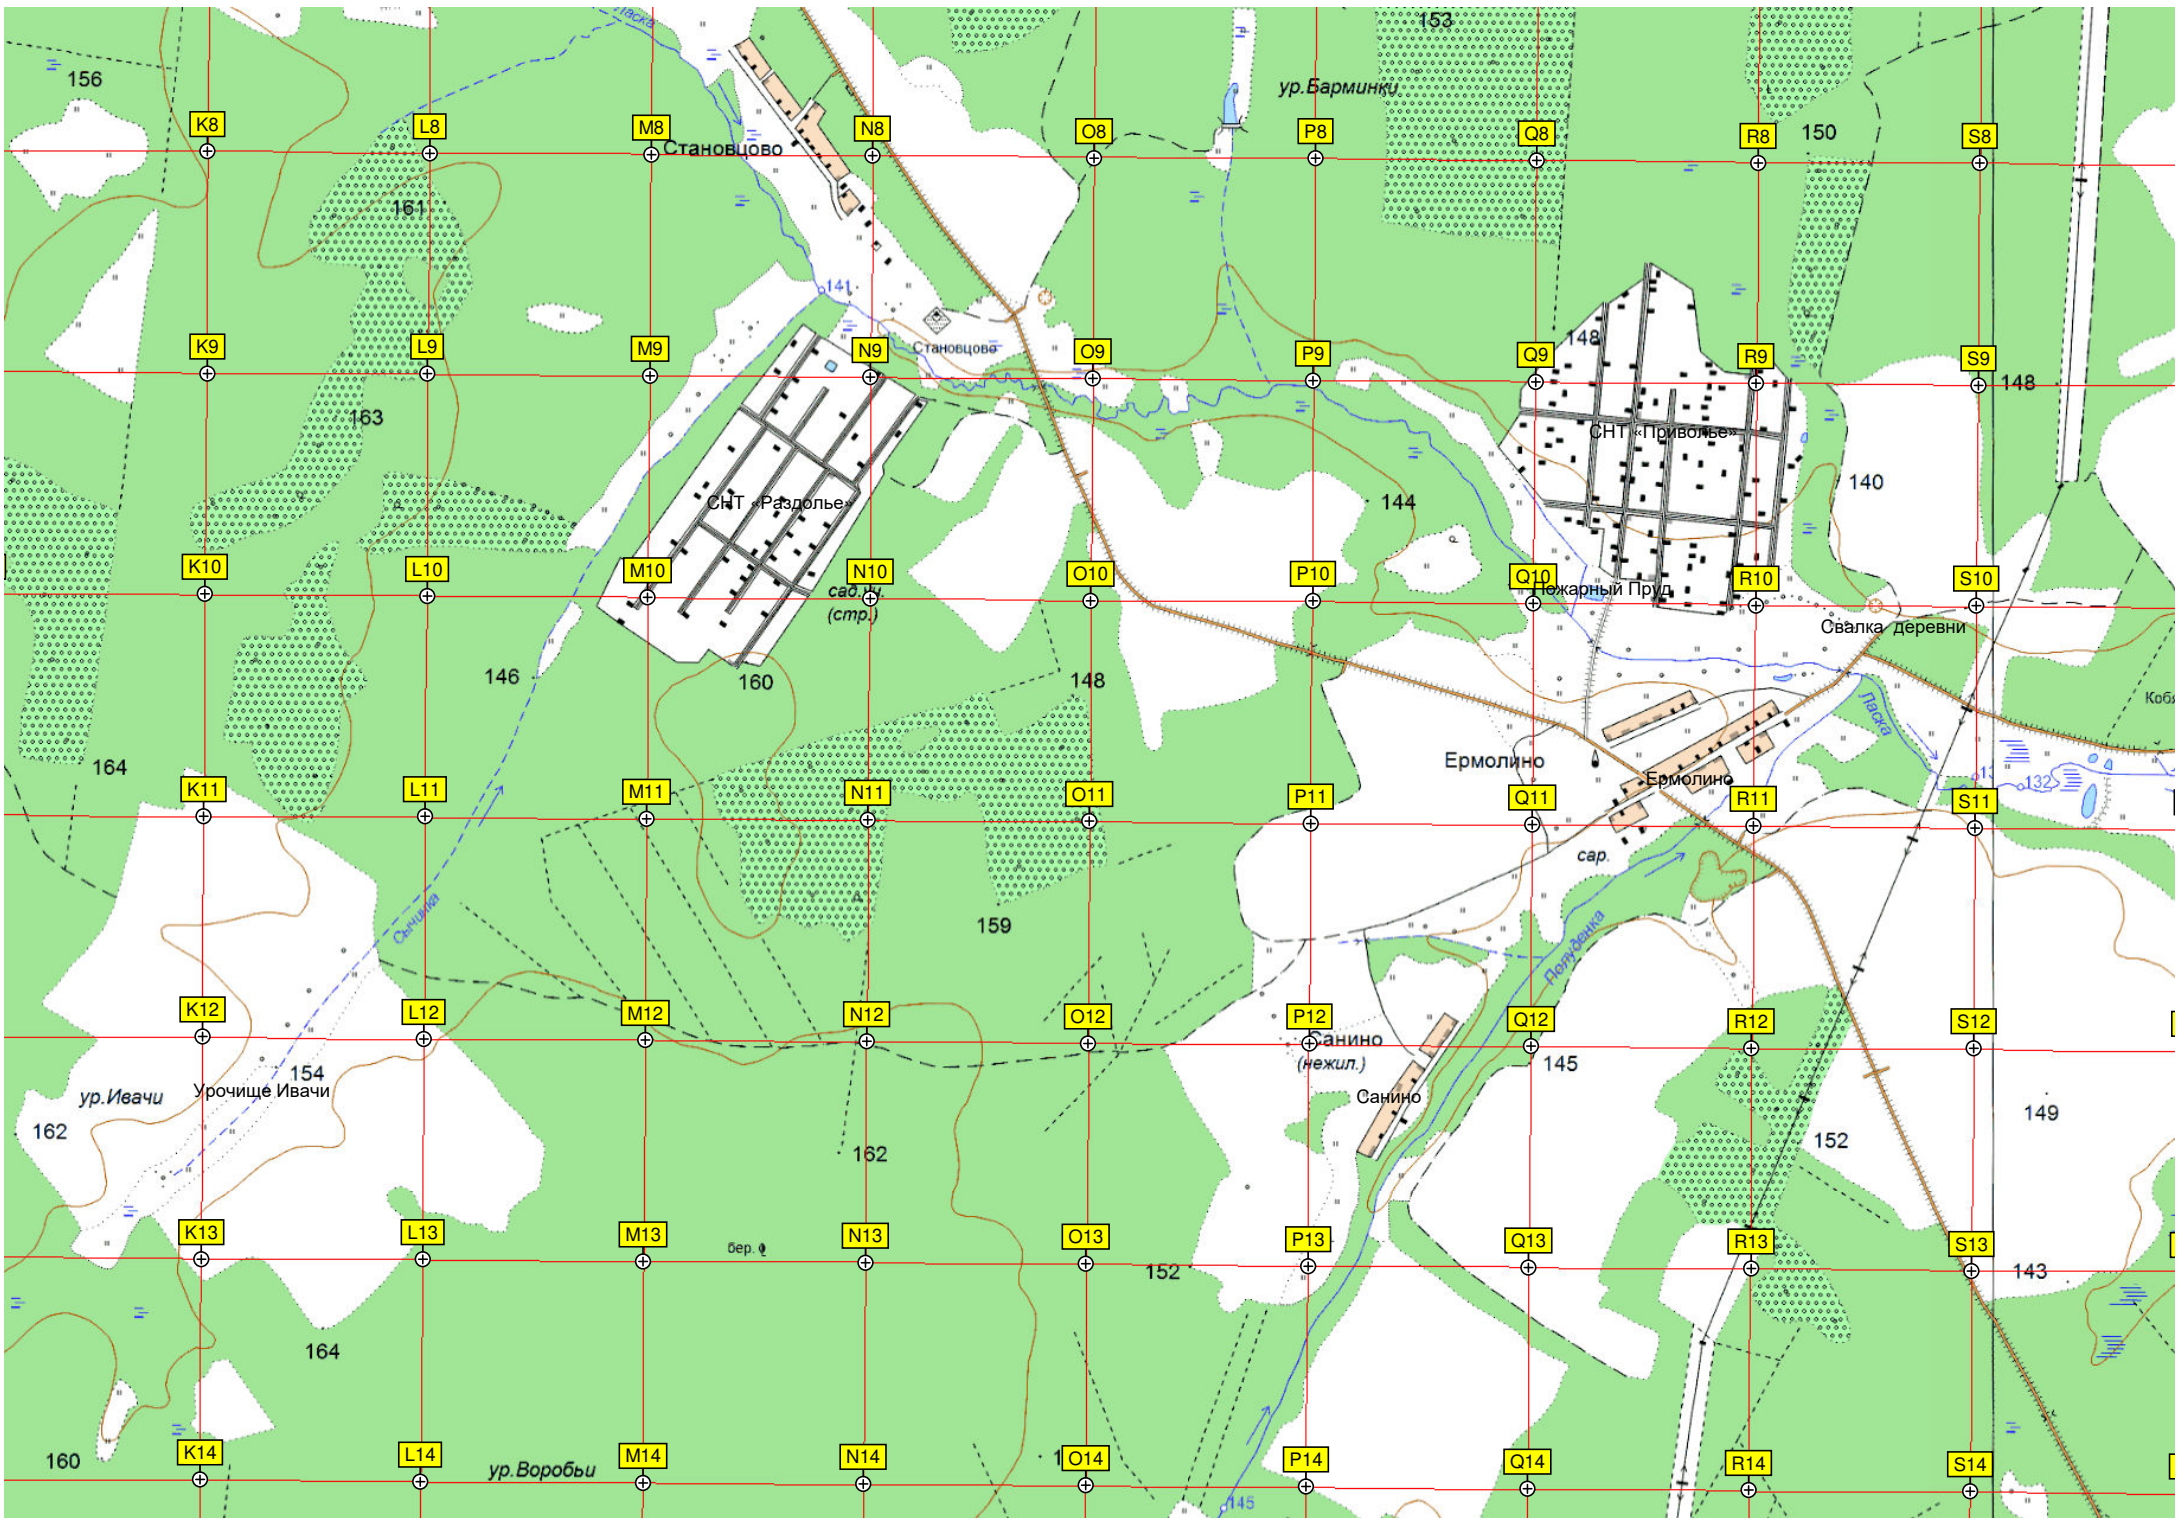 Ласка
153
156
ур.Барминки
K8
L8
M8
N8
O8
P8
Q8
R8
150
S8
Становцово
161
141
K9
L9
M9
N9
Становцово
O9
P9
Q9
148
R9
S9
148
163
СНТ «Приволье»
СНТ «Раздолье»
144
140
K10
L10
M10
N10
сад.
(стр.)
O10
P10
Q10
Пожарный Пруд
R10
S10
Свалка деревни
146
160
148
Ласка
164
Ермолино
Ермолино
132
K11
L11
M11
N11
O11
P11
Q11
R11
S11
сар.
Сычинка
159
Полуденка
K12
L12
M12
N12
O12
P12
Q12
R12
S12
Санино
(нежил.)
145
154
ур.Ивачи
Урочище Ивачи
Санино
149
162
152
162
K13
L13
M13
бер.
N13
O13
P13
Q13
R13
S13
152
143
164
160
K14
L14
ур.Воробьи
M14
N14
O14
P14
Q14
R14
S14
145